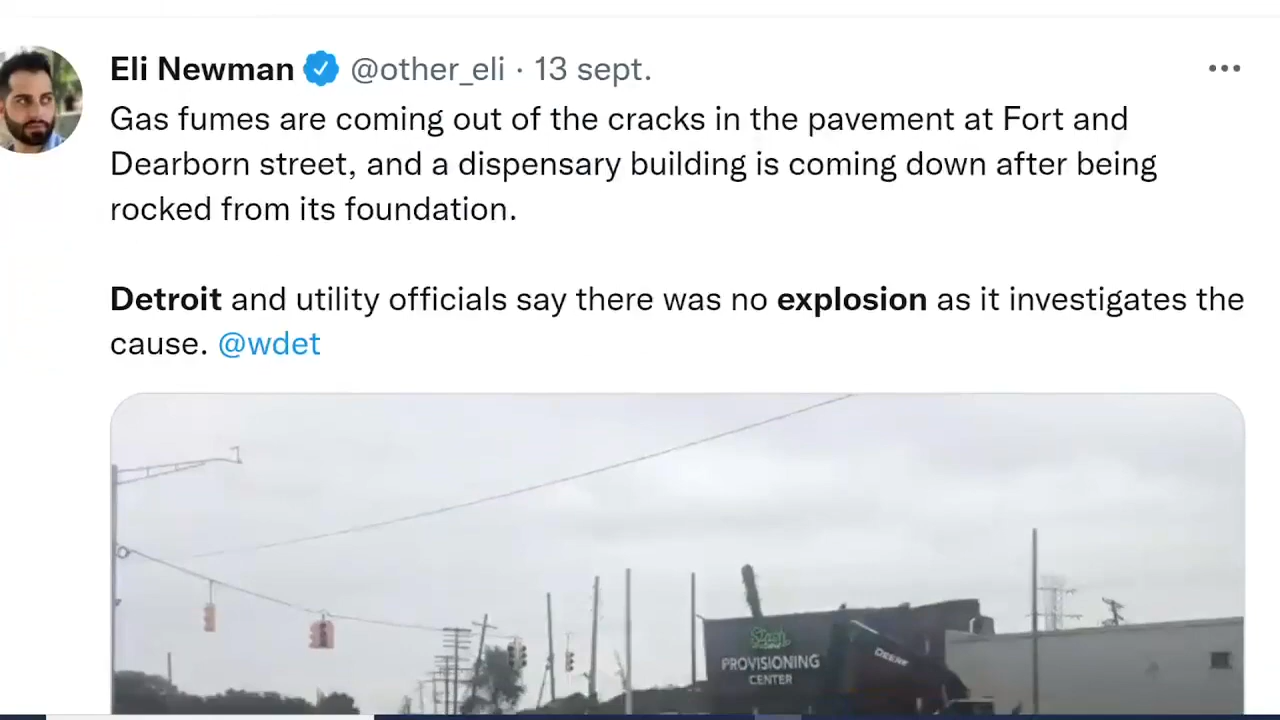 Eli Newman @other_eli · 13 sept.
Gas fumes are coming out of the cracks in the pavement at Fort and
Dearborn street, and a dispensary building is coming down after being
rocked from its foundation.
Detroit and utility officials say there was no explosion as it investigates the
cause. @wdet
Stash
PROVISIONING
CENTER
DEERE